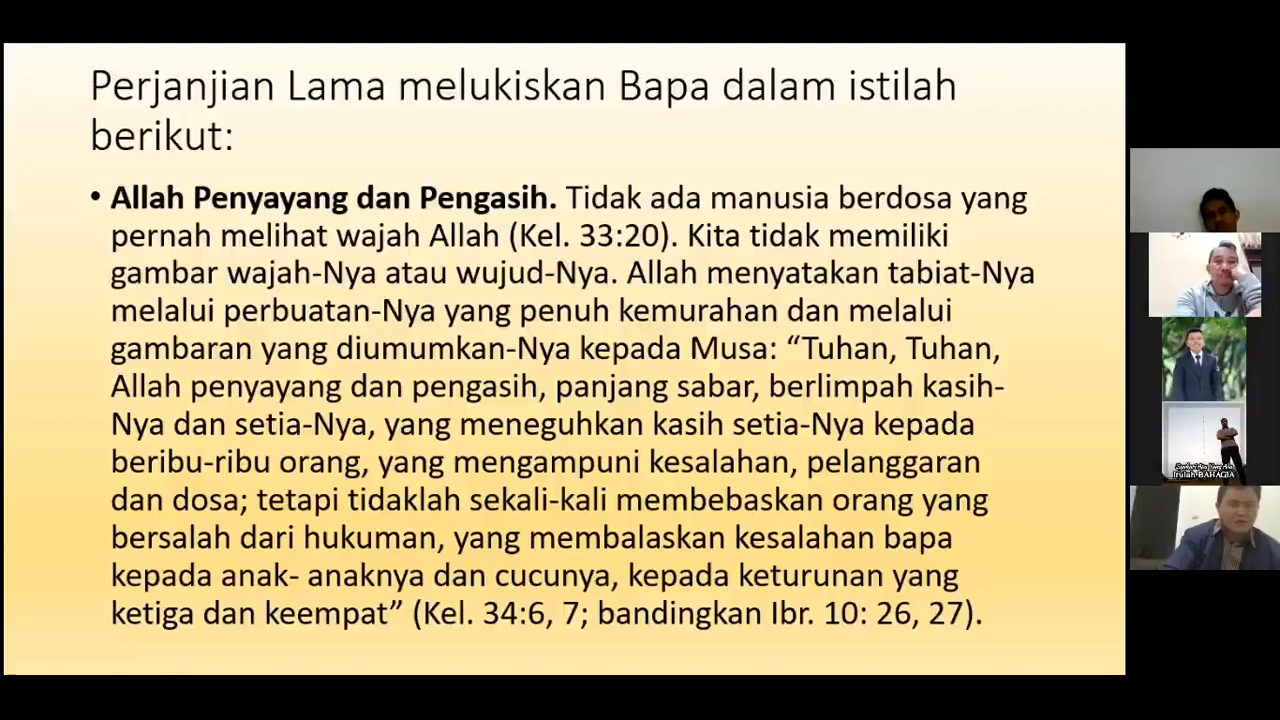 Perjanjian Lama melukiskan Bapa dalam istilah
berikut:
• Allah Penyayang dan Pengasih. Tidak ada manusia berdosa yang
pernah melihat wajah Allah (Kel. 33:20). Kita tidak memiliki
gambar wajah-Nya atau wujud-Nya. Allah menyatakan tabiat-Nya
melalui perbuatan-Nya yang penuh kemurahan dan melalui
gambaran yang diumumkan-Nya kepada Musa: “Tuhan, Tuhan,
Allah penyayang dan pengasih, panjang sabar, berlimpah kasih-
Nya dan setia-Nya, yang meneguhkan kasih setia-Nya kepada
beribu-ribu orang, yang mengampuni kesalahan, pelanggaran
dan dosa; tetapi tidaklah sekali-kali membebaskan orang yang
bersalah dari hukuman, yang membalaskan kesalahan bapa
kepada anak- anaknya dan cucunya, kepada keturunan yang
ketiga dan keempat” (Kel. 34:6, 7; bandingkan Ibr. 10: 26, 27).
BAHAGIA